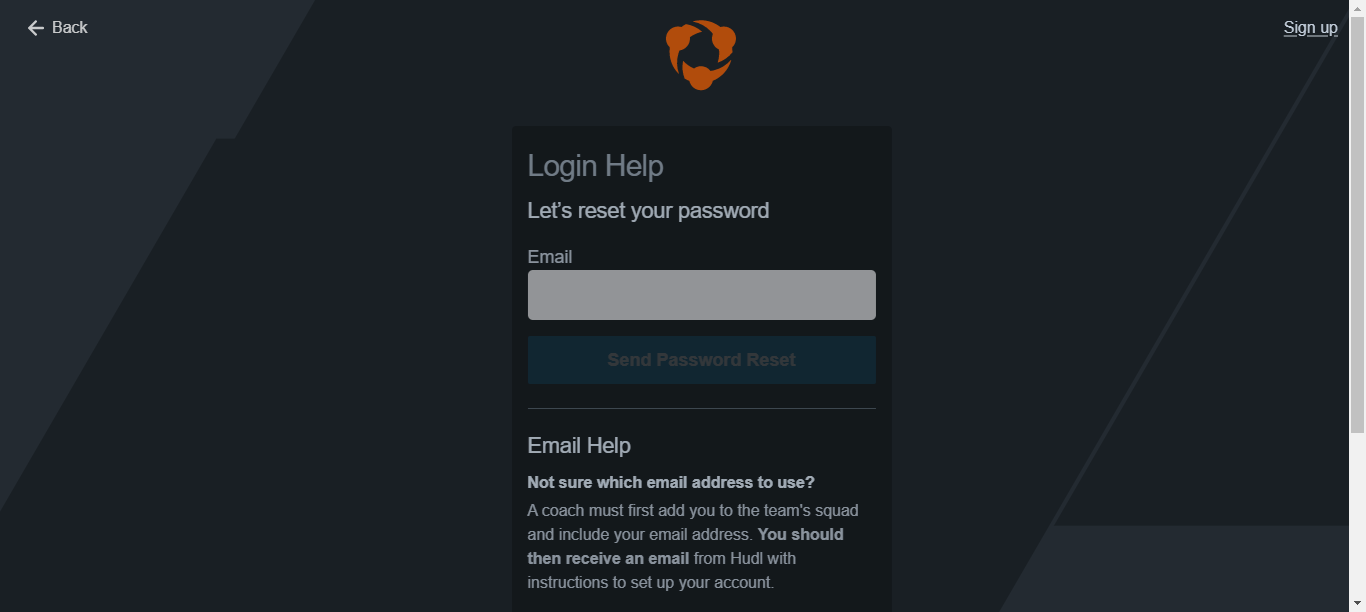 Back
Sign up
Login Help
Let's reset your password
Email
Send Password Reset
Email Help
Not sure which email address to use?
A coach must first add you to the team's squad
and include your email address. You should
then receive an email from Hudl with
instructions to set up your account.